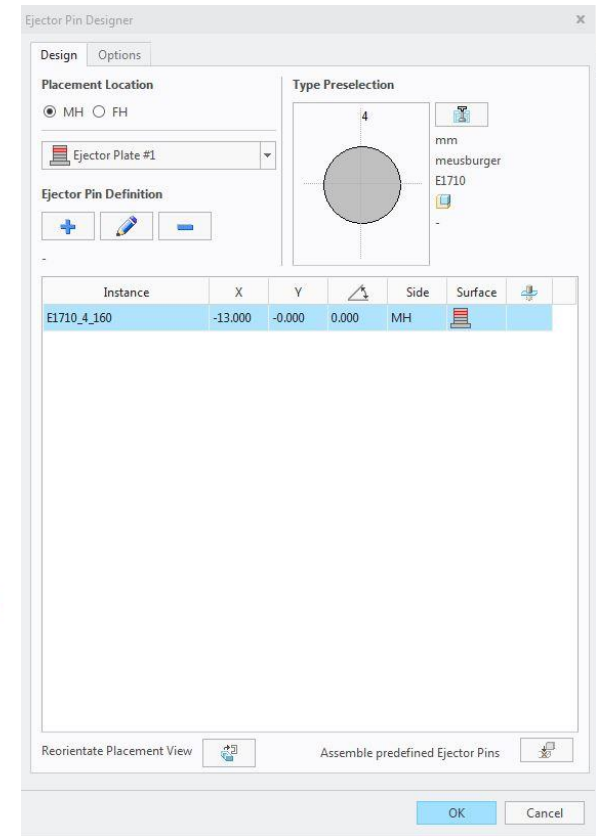 Ejector Pin Designer
x
Design Options
Placement Location
MH FH
Ejector Plate #1
Ejector Pin Definition
-
Type Preselection
4
mm
meusburger
E1710
-
Instance X Y Side Surface
E1710_4_160 -13.000 -0.000 0.000 MH
Reorientate Placement View
Assemble predefined Ejector Pins
OK Cancel